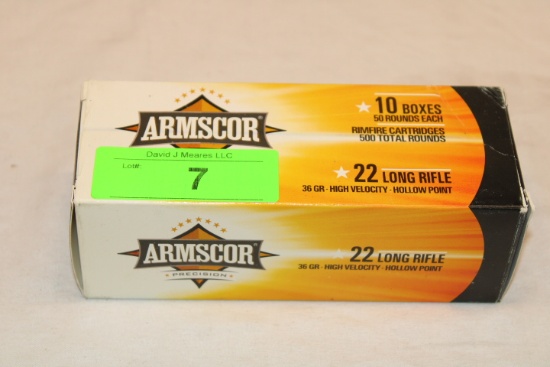 ARMSCOR®
David J Meares LLC
Lot#:
7
10 BOXES
50 ROUNDS EACH
RIMFIRE CARTRIDGES
500 TOTAL ROUNDS
22 LONG RIFLE
36 GR · HIGH VELOCITY · HOLLOW POINT
ARMSCOR®
PRECISION
22 LONG RIFLE
36 GR · HIGH VELOCITY · HOLLOW POINT